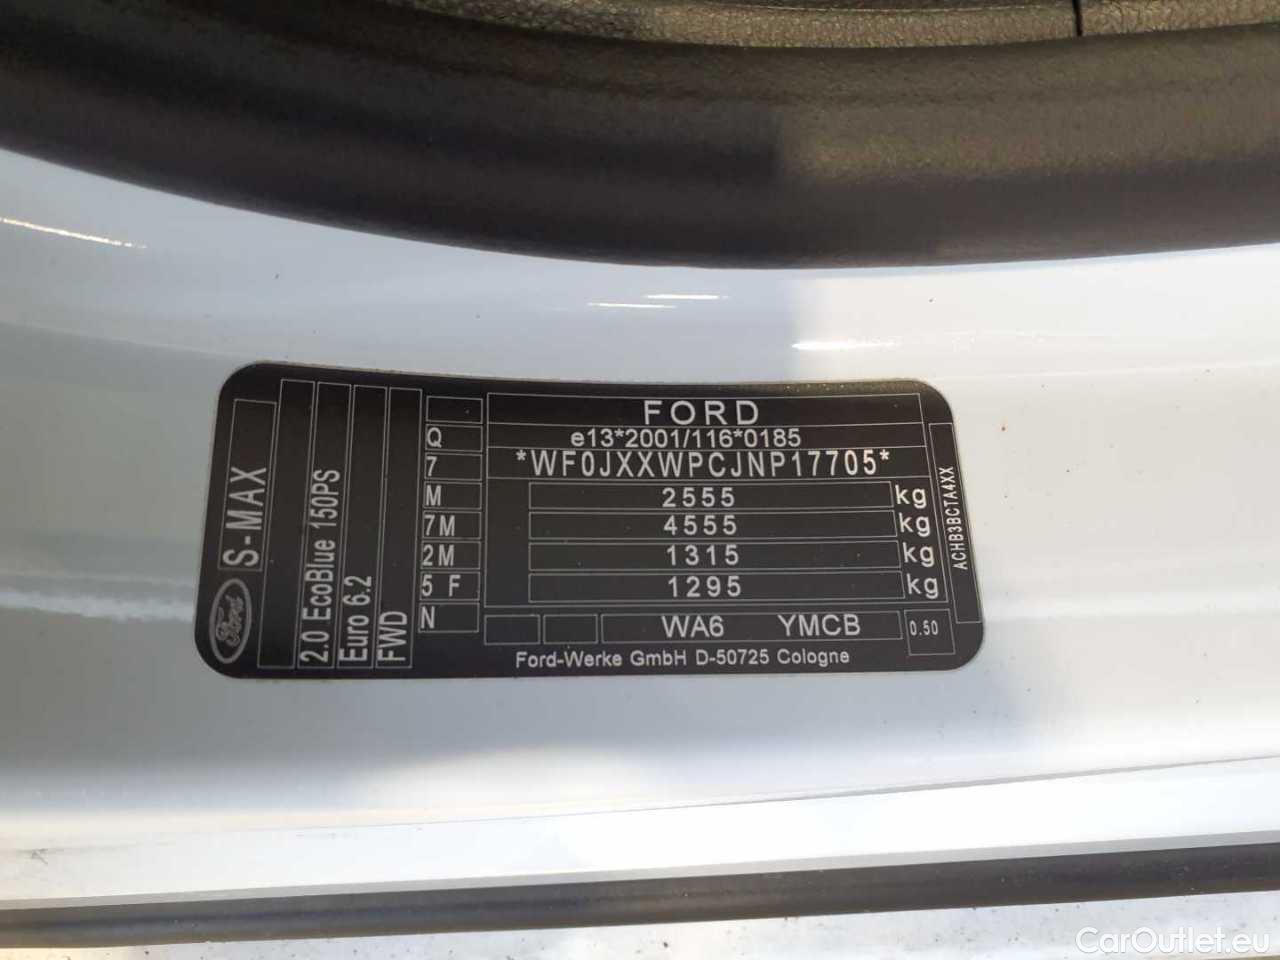 Ford
S-MAX
2.0 EcoBlue 150PS
Euro 6.2
FWD
Q
7
M
7M
2M
5 F
N
FORD
e13*2001/116*0185
*WF0JXXWPCJNP17705*
2555 kg
4555 kg
1315 kg
1295 kg
WA6 YMCB
0.50
Ford-Werke GmbH D-50725 Cologne
ACHB3BCTA4XX
CarOutlet.eu